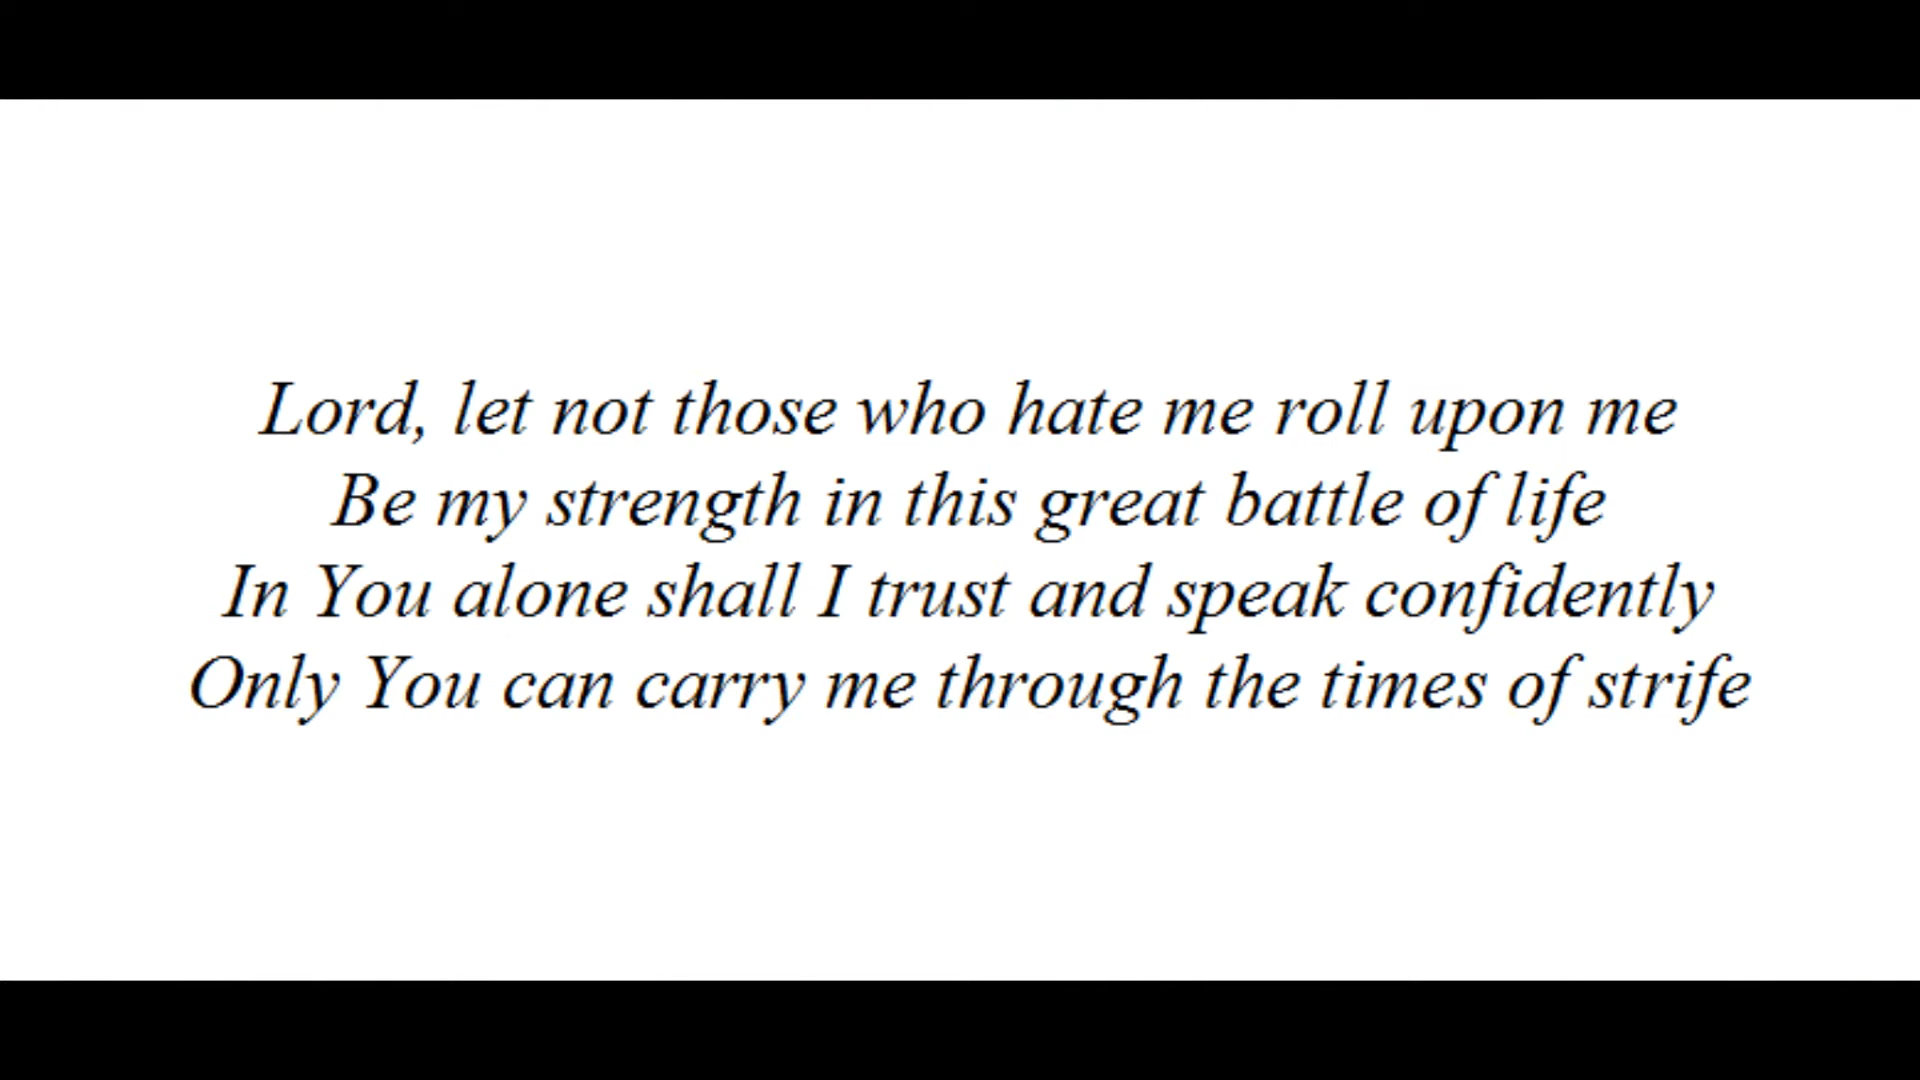 Lord, let not those who hate me roll upon me
Be my strength in this great battle of life
In You alone shall I trust and speak confidently
Only You can carry me through the times of strife